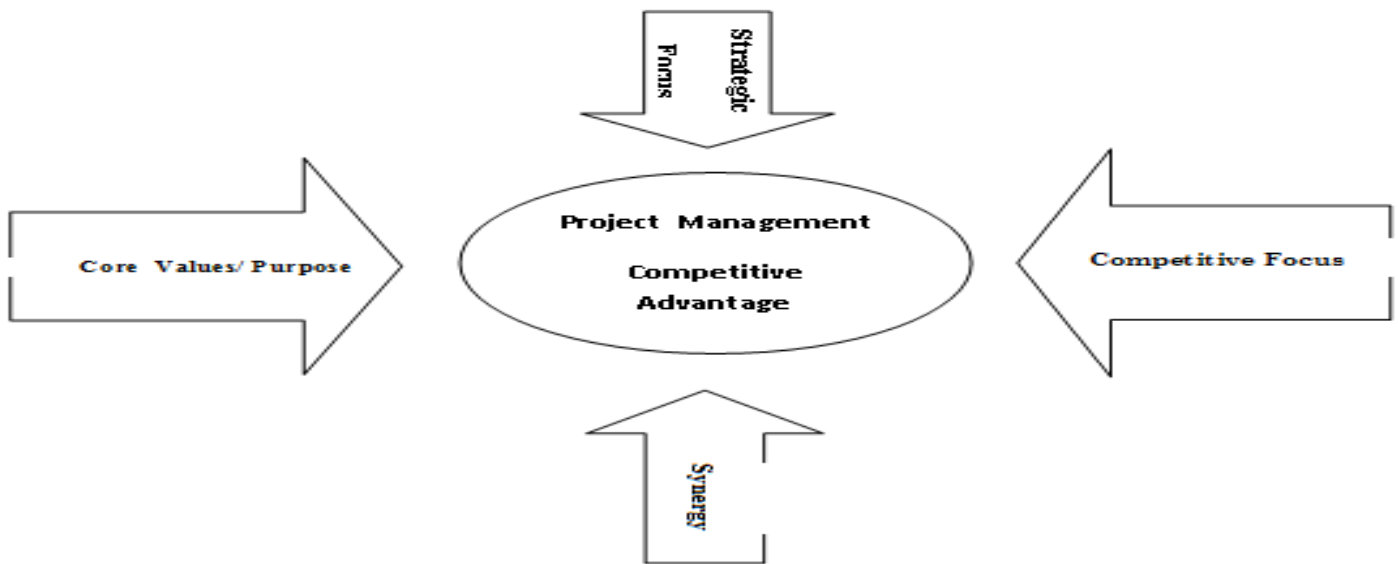 Strategic
Focus
Project Management
Competitive
Advantage
Core Values/ Purpose
Competitive Focus
Synergy